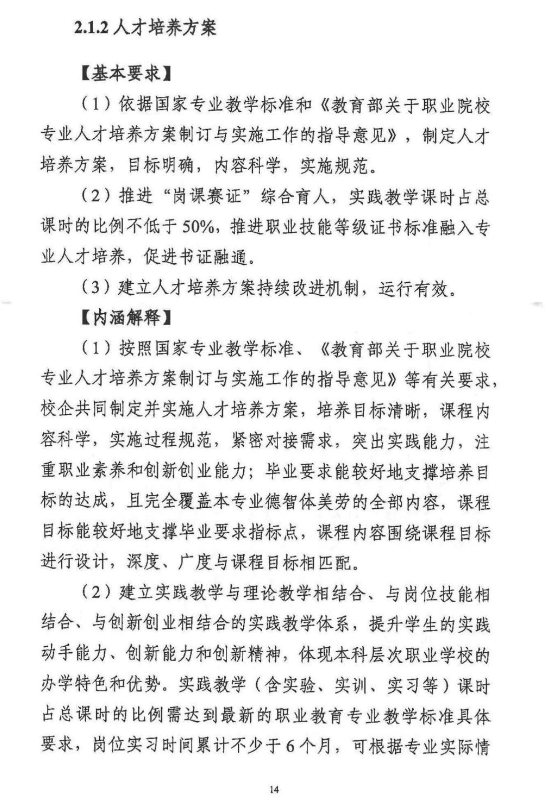 2.1.2 人才培养方案
【基本要求】
（1）依据国家专业教学标准和《教育部关于职业院校
专业人才培养方案制订与实施工作的指导意见》，制定人才
培养方案，目标明确，内容科学，实施规范。
（2）推进“岗课赛证”综合育人，实践教学课时占总
课时的比例不低于 50%，推进职业技能等级证书标准融入专
业人才培养，促进书证融通。
（3）建立人才培养方案持续改进机制，运行有效。
【内涵解释】
（1）按照国家专业教学标准、《教育部关于职业院校
专业人才培养方案制订与实施工作的指导意见》等有关要求，
校企共同制定并实施人才培养方案，培养目标清晰，课程内
容科学，实施过程规范，紧密对接需求，突出实践能力，注
重职业素养和创新创业能力；毕业要求能较好地支撑培养目
标的达成，且完全覆盖本专业德智体美劳的全部内容，课程
目标能较好地支撑毕业要求指标点，课程内容围绕课程目标
进行设计，深度、广度与课程目标相匹配。
（2）建立实践教学与理论教学相结合、与岗位技能相
结合、与创新创业相结合的实践教学体系，提升学生的实践
动手能力、创新能力和创新精神，体现本科层次职业学校的
办学特色和优势。实践教学（含实验、实训、实习等）课时
占总课时的比例需达到最新的职业教育专业教学标准具体
要求，岗位实习时间累计不少于 6 个月，可根据专业实际情
14